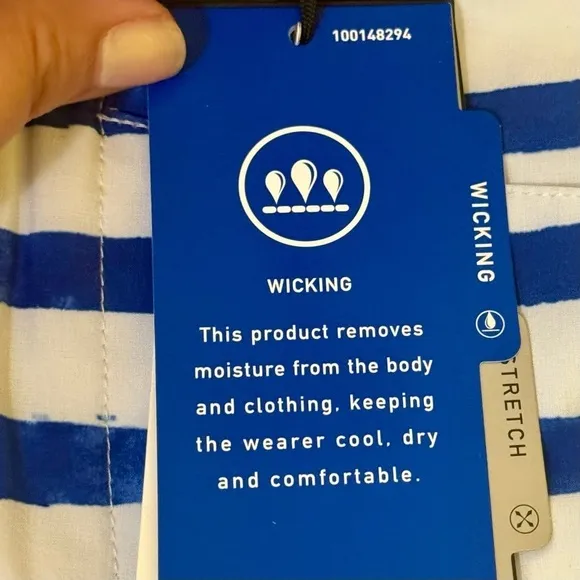 100148294
WICKING
This product removes
moisture from the body
and clothing, keeping
the wearer cool, dry
and comfortable.
WICKING
STRETCH